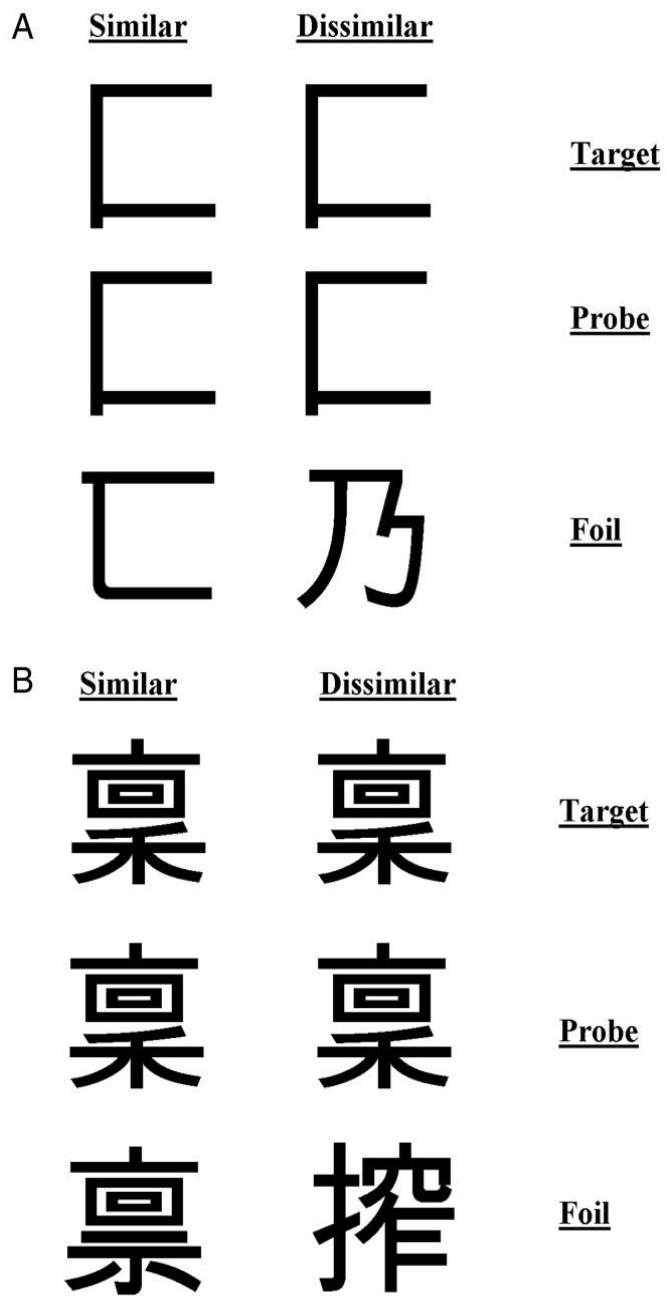 A
Similar Dissimilar
匚 匚 Target
匚 匚 Probe
匸 乃 Foil
B
Similar Dissimilar
稟 稟 Target
稟 稟 Probe
禀 搾 Foil